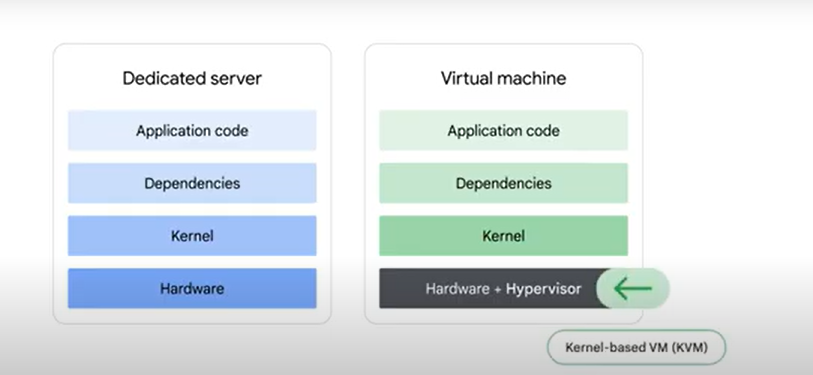 Dedicated server
Application code
Dependencies
Kernel
Hardware
Virtual machine
Application code
Dependencies
Kernel
Hardware + Hypervisor
Kernel-based VM (KVM)